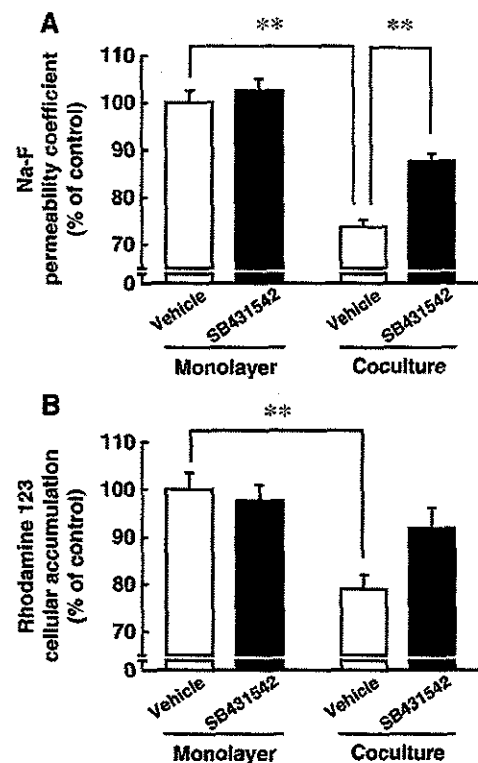 A
** **
Na-F
permeability coefficient
(% of control)
110
100
90
80
70
0
Vehicle
SB431542
Vehicle
SB431542
Monolayer
Coculture
B
**
Rhodamine 123
cellular accumulation
(% of control)
110
100
90
80
70
0
Vehicle
SB431542
Vehicle
SB431542
Monolayer
Coculture